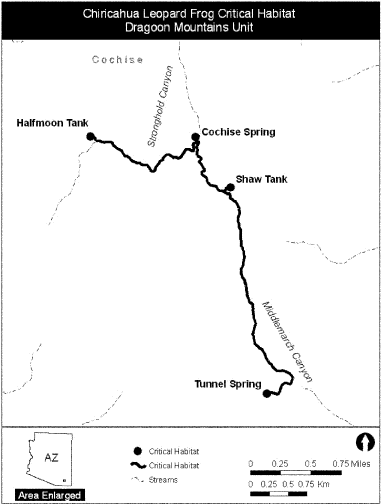 Chiricahua Leopard Frog Critical Habitat
Dragoon Mountains Unit
Cochise
Stronghold Canyon
Halfmoon Tank
Cochise Spring
Shaw Tank
Middlemarch Canyon
Tunnel Spring
AZ
Area Enlarged
Critical Habitat
Critical Habitat
Streams
0 0.25 0.5 0.75 Miles
0 0.25 0.5 0.75 Km